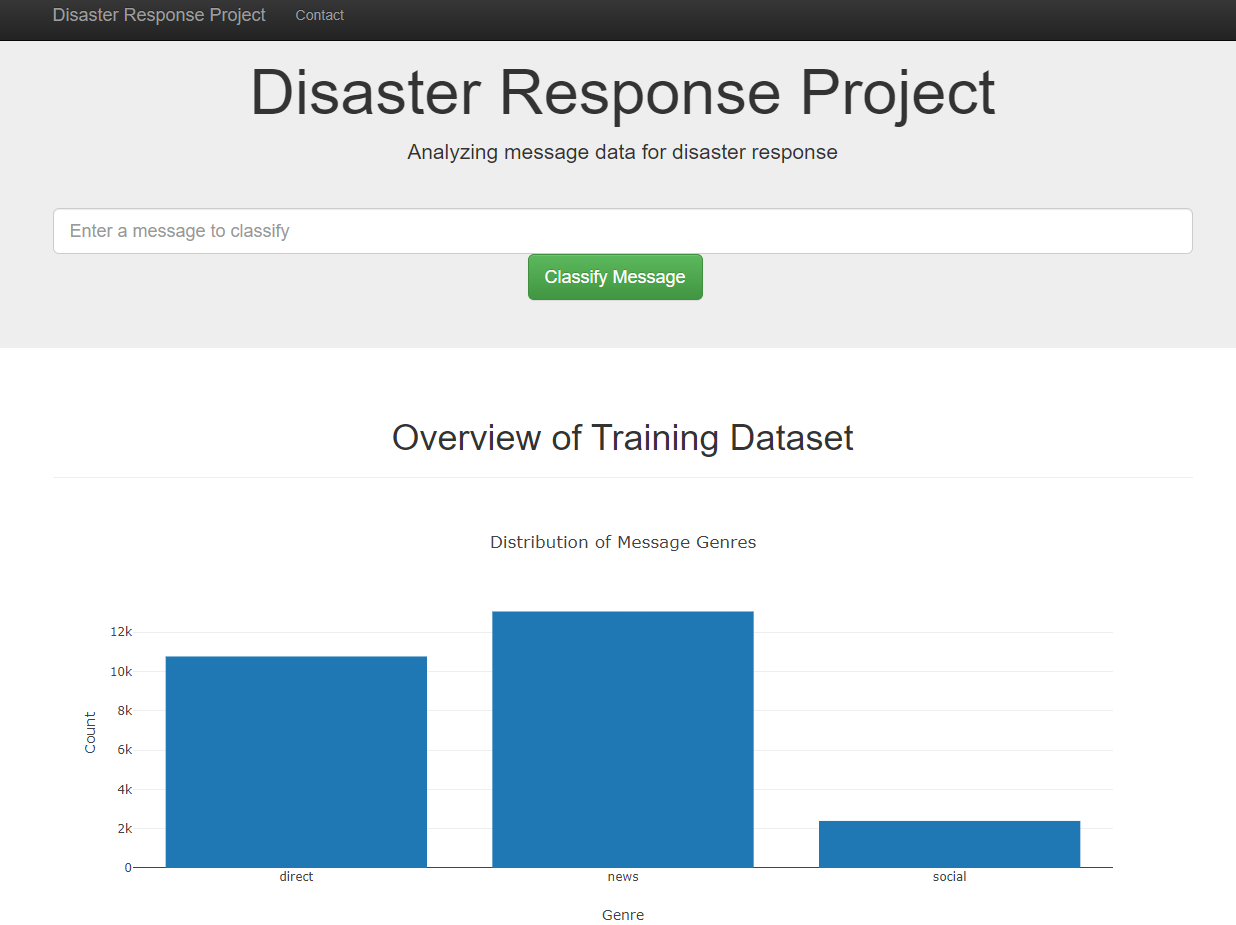 Disaster Response Project Contact
Disaster Response Project
Analyzing message data for disaster response
Enter a message to classify
Classify Message
Overview of Training Dataset
Distribution of Message Genres
12k
10k
8k
6k
4k
2k
0
Count
direct news social
Genre